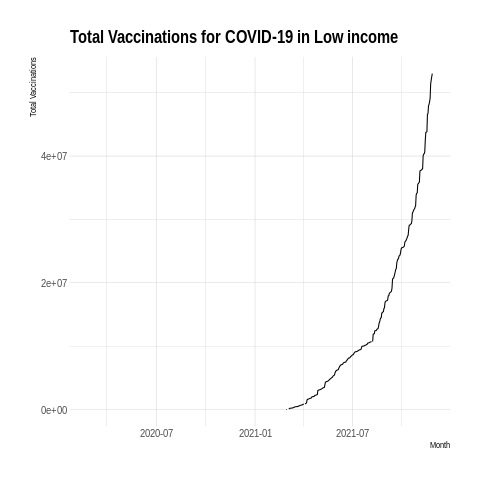 Total Vaccinations for COVID-19 in Low income
Total Vaccinations
4e+07
2e+07
0e+00
2020-07 2021-01 2021-07
Month